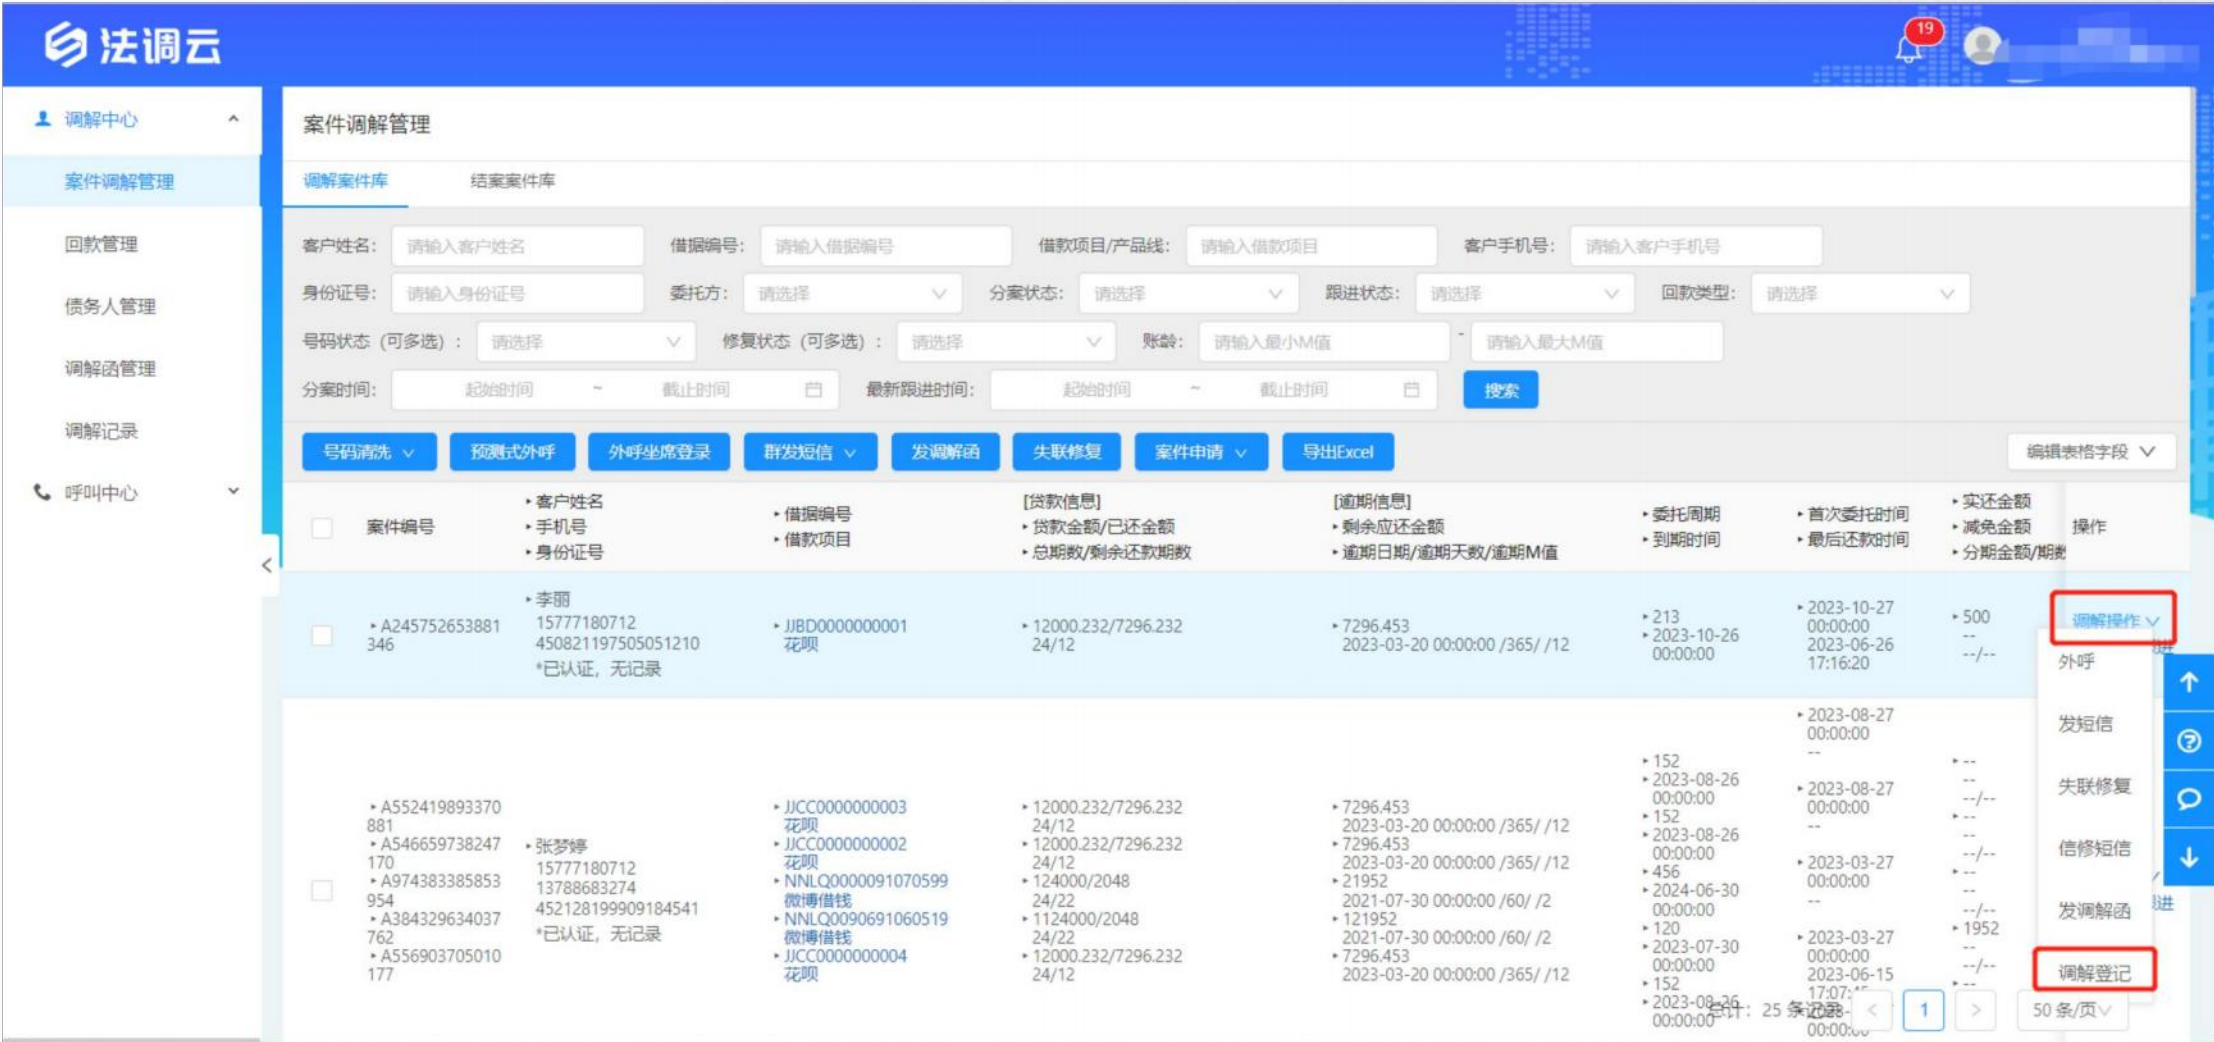 法调云
19
调解中心
案件调解管理
回款管理
债务人管理
调解函管理
调解记录
呼叫中心
案件调解管理
调解案件库 结案案件库
客户姓名: 请输入客户姓名 借据编号: 请输入借据编号 借款项目/产品线: 请输入借款项目 客户手机号: 请输入客户手机号
身份证号: 请输入身份证号 委托方: 请选择 分案状态: 请选择 跟进状态: 请选择 回款类型: 请选择
号码状态 (可多选) : 请选择 修复状态 (可多选) : 请选择 账龄: 请输入最小M值 - 请输入最大M值
分案时间: 起始时间 ~ 截止时间 最新跟进时间: 起始时间 ~ 截止时间 搜索
号码清洗 预测式外呼 外呼坐席登录 群发短信 发调解函 失联修复 案件申请 导出Excel 编辑表格字段
案件编号
客户姓名
手机号
身份证号
借据编号
借款项目
[贷款信息]
贷款金额/已还金额
总期数/剩余还款期数
[逾期信息]
剩余应还金额
逾期日期/逾期天数/逾期M值
委托周期
到期时间
首次委托时间
最后还款时间
实还金额
减免金额
分期金额/期数
操作
A245752653881
346
李丽
15777180712
450821197505051210
*已认证，无记录
JJBD0000000001
花呗
12000.232/7296.232
24/12
7296.453
2023-03-20 00:00:00 /365/ /12
213
2023-10-26
00:00:00
2023-10-27
00:00:00
2023-06-26
17:16:20
500
--
--/--
调解操作
外呼
发短信
失联修复
信修短信
发调解函
调解登记
A552419893370
881
A546659738247
170
A974383385853
954
A384329634037
762
A556903705010
177
张梦婷
15777180712
13788683274
452128199909184541
*已认证，无记录
JJCC0000000003
花呗
JJCC0000000002
花呗
NNLQ0000091070599
微博借钱
NNLQ0090691060519
微博借钱
JJCC0000000004
花呗
12000.232/7296.232
24/12
12000.232/7296.232
24/12
124000/2048
24/22
1124000/2048
24/22
12000.232/7296.232
24/12
7296.453
2023-03-20 00:00:00 /365/ /12
7296.453
2023-03-20 00:00:00 /365/ /12
21952
2021-07-30 00:00:00 /60/ /2
121952
2021-07-30 00:00:00 /60/ /2
7296.453
2023-03-20 00:00:00 /365/ /12
152
2023-08-26
00:00:00
152
2023-08-26
00:00:00
456
2024-06-30
00:00:00
120
2023-07-30
00:00:00
152
2023-08-26
00:00:00
2023-08-27
00:00:00
--
2023-08-27
00:00:00
--
2023-03-27
00:00:00
--
2023-03-27
00:00:00
2023-06-15
--
--
--/--
--
--
--/--
--
--
--/--
1952
--
--/--
--
进
总计: 25 条记录 < 1 > 50 条/页